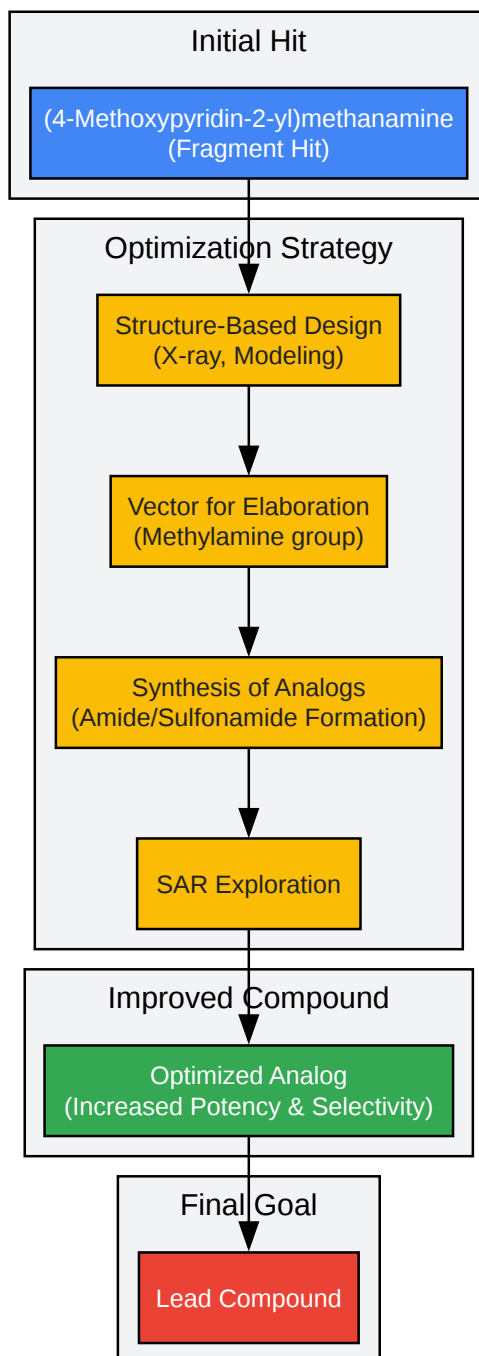 Initial Hit
(4-Methoxypyridin-2-yl)methanamine
(Fragment Hit)
Optimization Strategy
Structure-Based Design
(X-ray, Modeling)
Vector for Elaboration
(Methylamine group)
Synthesis of Analogs
(Amide/Sulfonamide Formation)
SAR Exploration
Improved Compound
Optimized Analog
(Increased Potency & Selectivity)
Final Goal
Lead Compound